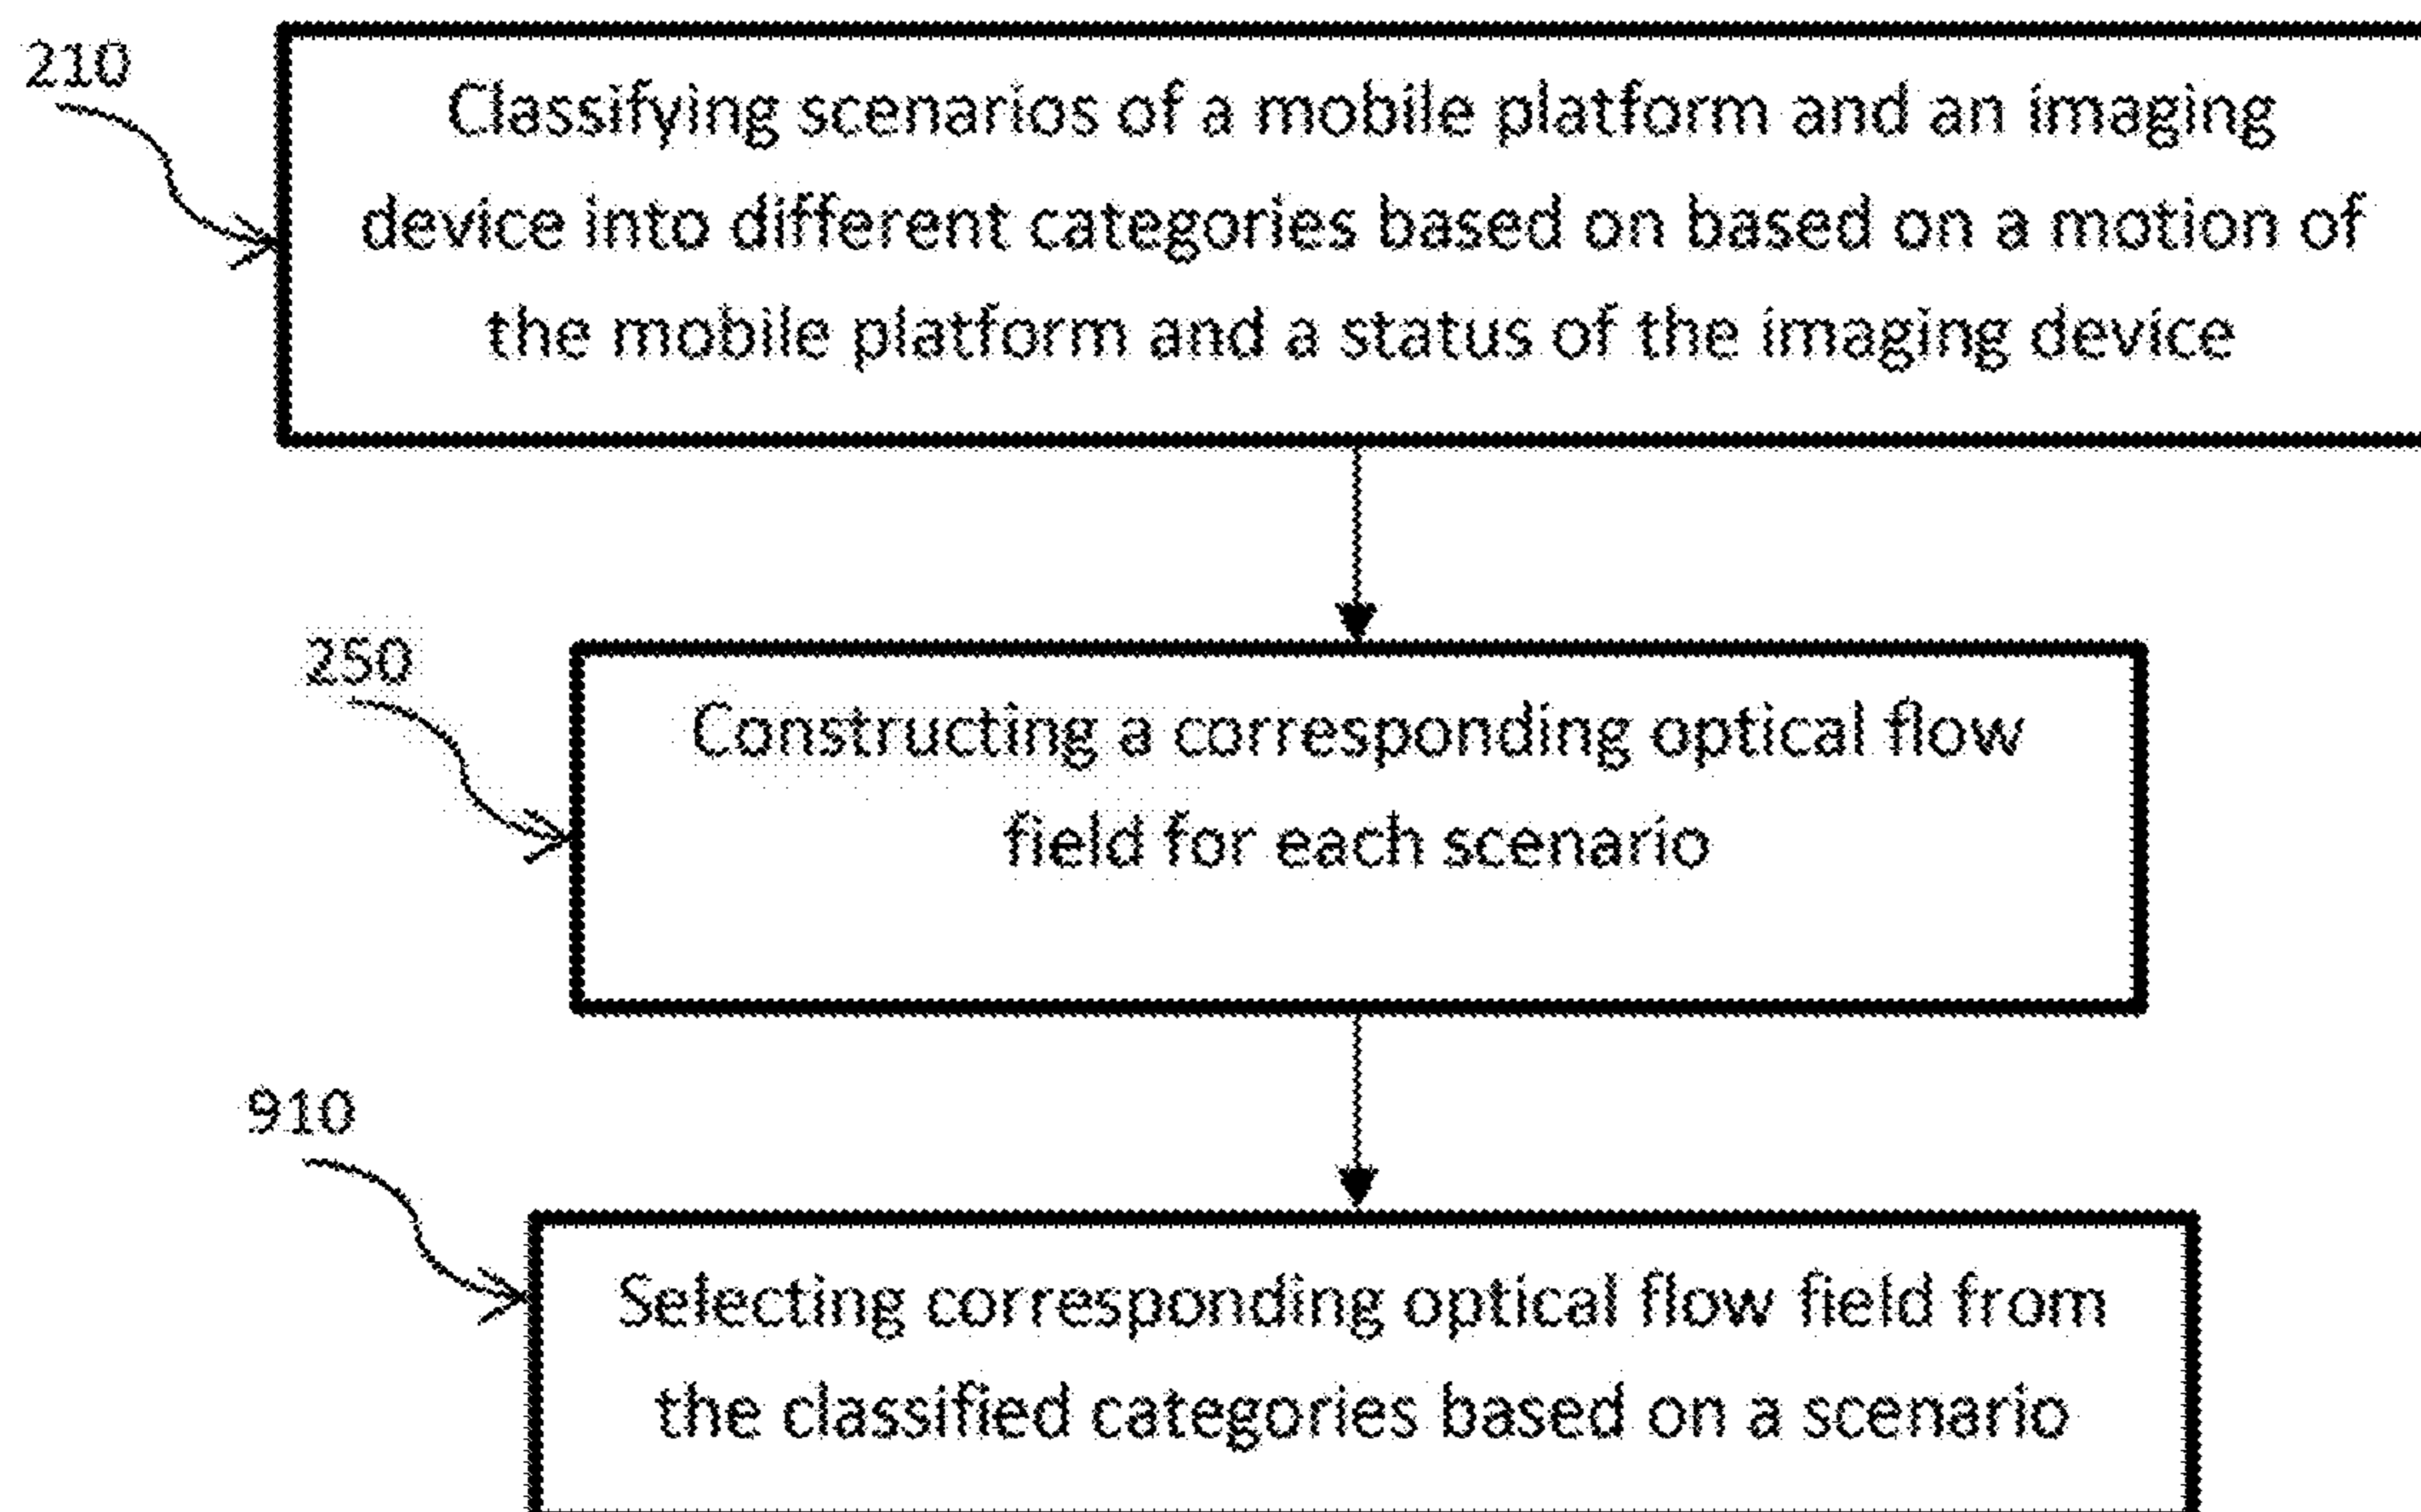 210
Classifying scenarios of a mobile platform and an imaging
device into different categories based on based on a motion of
the mobile platform and a status of the imaging device
250
Constructing a corresponding optical flow
field for each scenario
910
Selecting corresponding optical flow field from
the classified categories based on a scenario